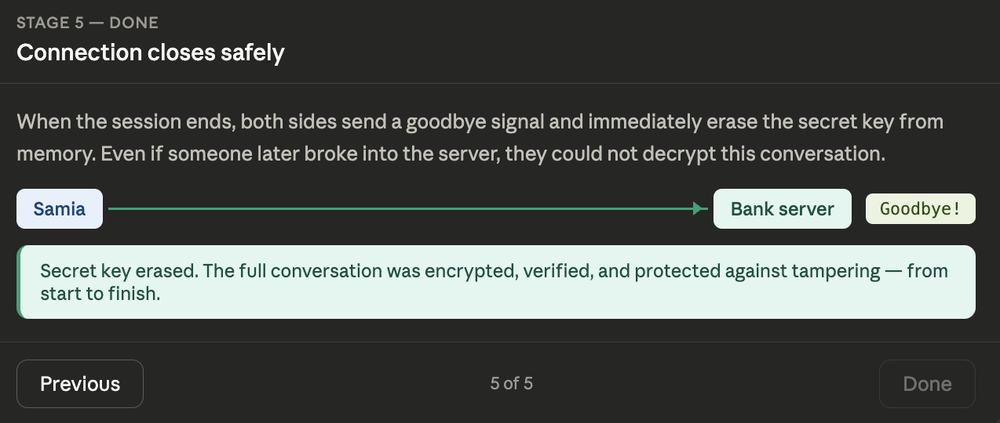 STAGE 5 — DONE
Connection closes safely
When the session ends, both sides send a goodbye signal and immediately erase the secret key from
memory. Even if someone later broke into the server, they could not decrypt this conversation.
Samia
Bank server
Goodbye!
Secret key erased. The full conversation was encrypted, verified, and protected against tampering — from
start to finish.
Previous
5 of 5
Done